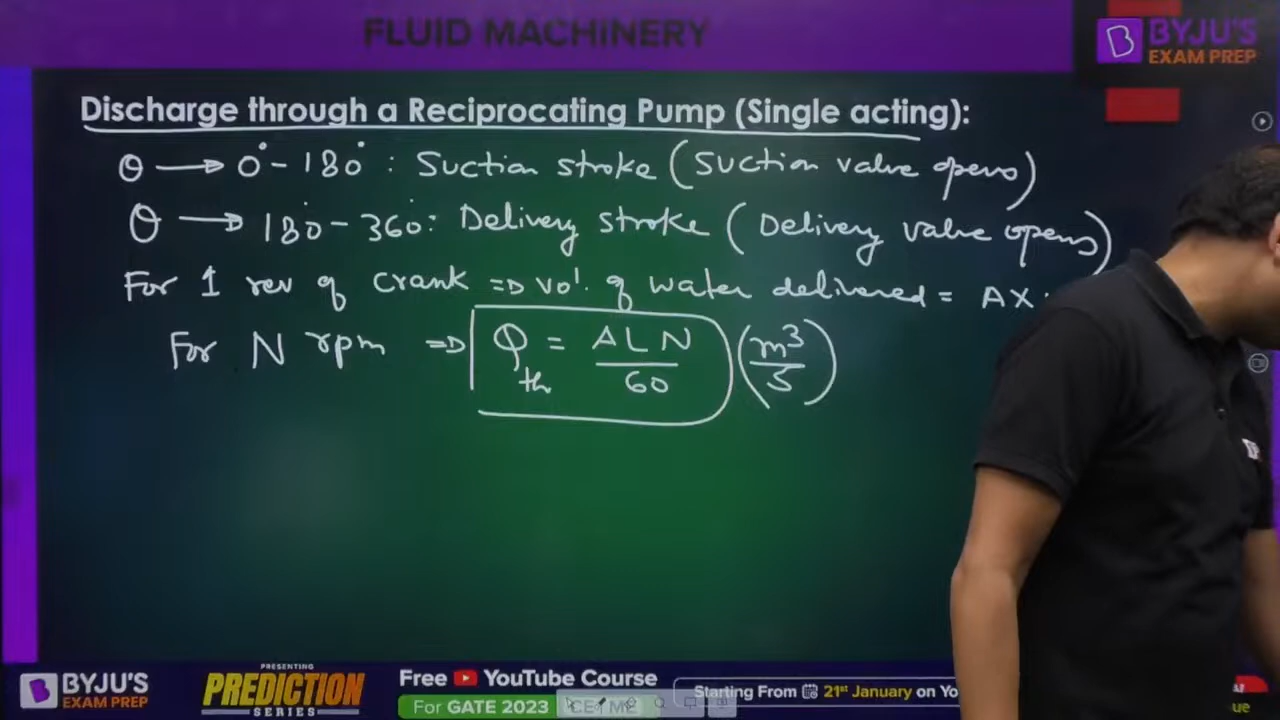 FLUID MACHINERY
BYJU'S
EXAM PREP
Discharge through a Reciprocating Pump (Single acting):
θ → 0° - 180° : Suction stroke (Suction valve opens)
θ → 180° - 360° : Delivery stroke (Delivery valve opens)
For 1 rev of crank ⇒ vol. of water delivered = A×
For N rpm ⇒ Q_th = ALN/60 (m³/s)
BYJU'S
EXAM PREP
PRESENTING
PREDICTION
SERIES
Free YouTube Course
For GATE 2023 CE | ME
Starting From 21st January on Yo